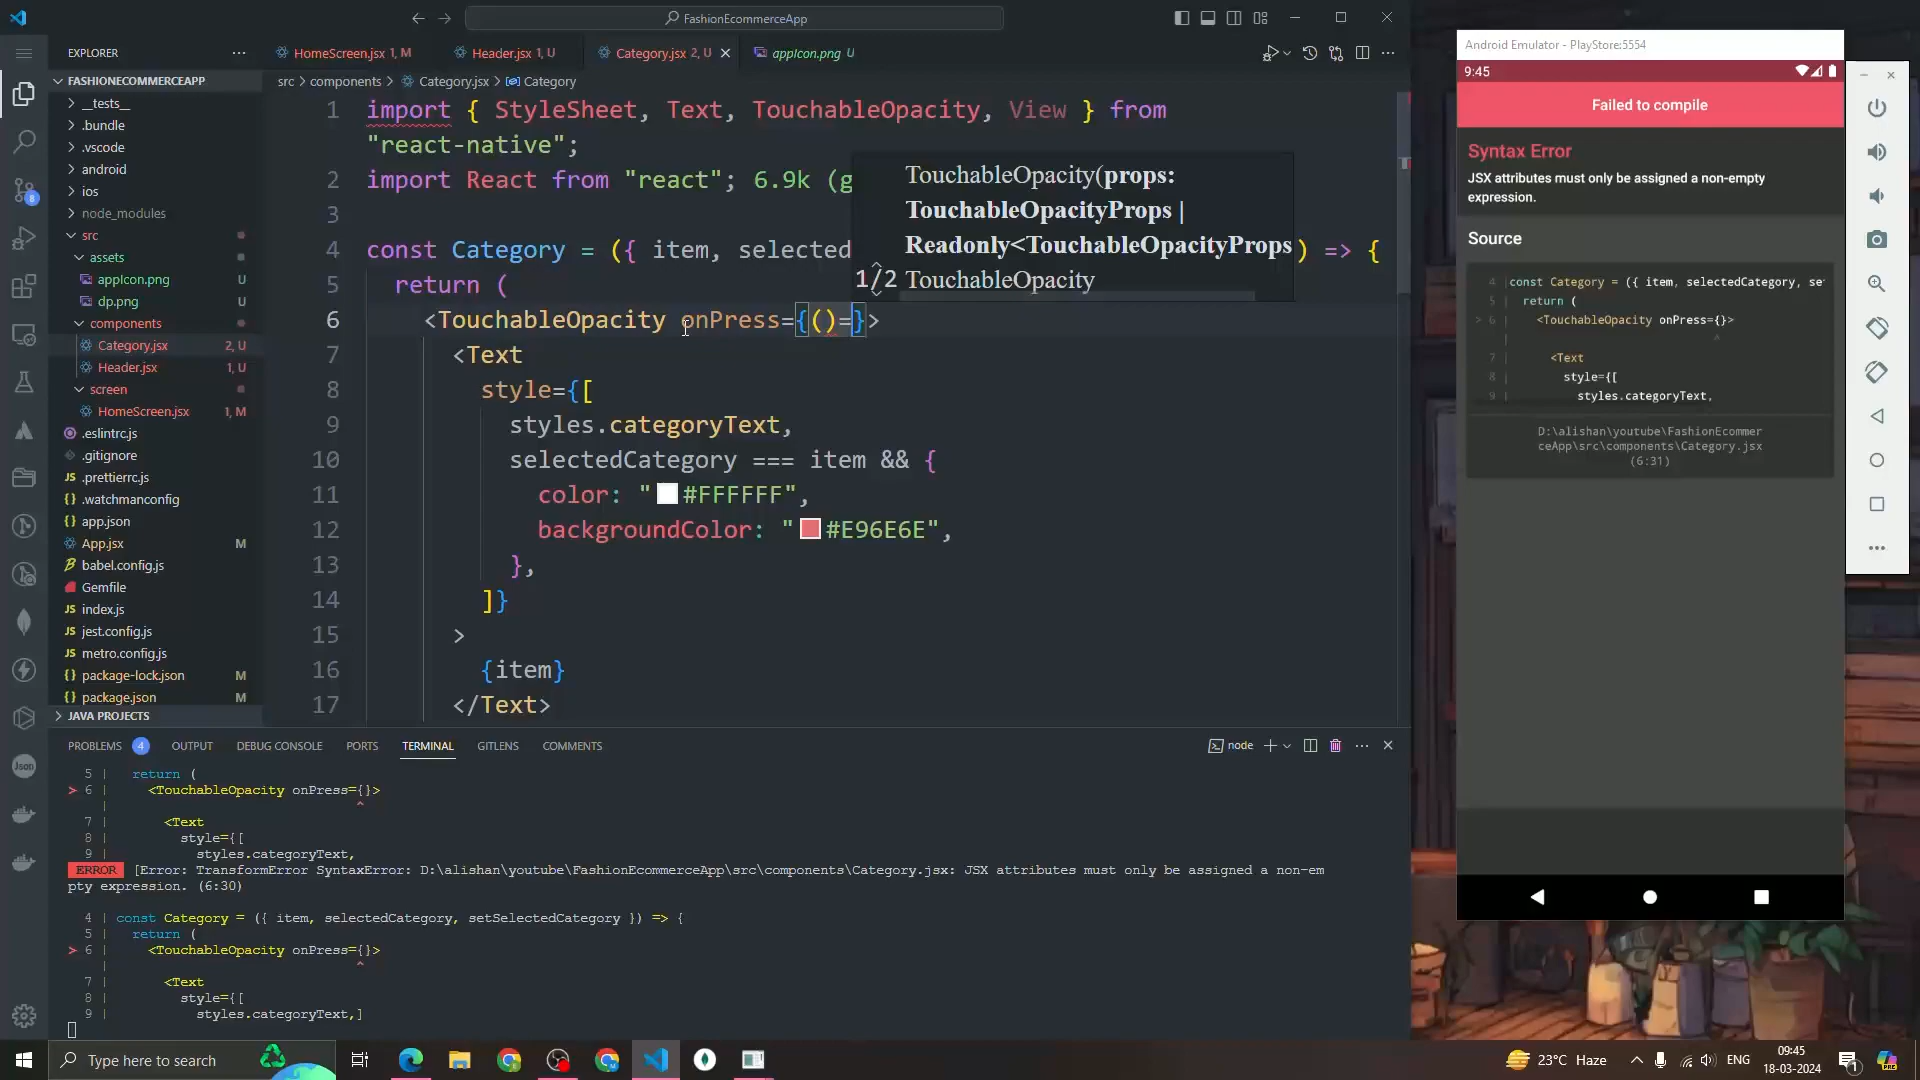 FashionEcommerceApp
EXPLORER
HomeScreen.jsx 1, M
Header.jsx 1, U
Category.jsx 2, U
appIcon.png U
FASHIONECOMMERCEAPP
__tests__
.bundle
.vscode
android
ios
node_modules
src
assets
appIcon.png U
dp.png U
components
Category.jsx 2, U
Header.jsx 1, U
screen
HomeScreen.jsx 1, M
.eslintrc.js
.gitignore
.prettierrc.js
.watchmanconfig
app.json
App.jsx M
babel.config.js
Gemfile
index.js
jest.config.js
metro.config.js
package-lock.json M
package.json M
JAVA PROJECTS
src > components > Category.jsx > Category
1 import { StyleSheet, Text, TouchableOpacity, View } from
"react-native";
2 import React from "react"; 6.9k (g
3
4 const Category = ({ item, selected ) => {
5 return (
6 <TouchableOpacity onPress={()=}>
7 <Text
8 style={[
9 styles.categoryText,
10 selectedCategory === item && {
11 color: "#FFFFFF",
12 backgroundColor: "#E96E6E",
13 },
14 ]}
15 >
16 {item}
17 </Text>
TouchableOpacity(props:
TouchableOpacityProps |
Readonly<TouchableOpacityProps
1/2 TouchableOpacity
PROBLEMS 4 OUTPUT DEBUG CONSOLE PORTS TERMINAL GITLENS COMMENTS
node
5 | return (
> 6 | <TouchableOpacity onPress={}>
| ^
7 | <Text
8 | style={[
9 | styles.categoryText,
ERROR [Error: TransformError SyntaxError: D:\alishan\youtube\FashionEcommerceApp\src\components\Category.jsx: JSX attributes must only be assigned a non-em
pty expression. (6:30)
4 | const Category = ({ item, selectedCategory, setSelectedCategory }) => {
5 | return (
> 6 | <TouchableOpacity onPress={}>
| ^
7 | <Text
8 | style={[
9 | styles.categoryText,]
Android Emulator - PlayStore:5554
9:45
Failed to compile
Syntax Error
JSX attributes must only be assigned a non-empty
expression.
Source
4 | const Category = ({ item, selectedCategory, se
5 | return (
> 6 | <TouchableOpacity onPress={}>
| ^
7 | <Text
8 | style={[
9 | styles.categoryText,
D:\alishan\youtube\FashionEcommer
ceApp\src\components\Category.jsx
(6:31)
8
Json
Type here to search
23°C Haze
ENG
09:45
18-03-2024
1
PRE